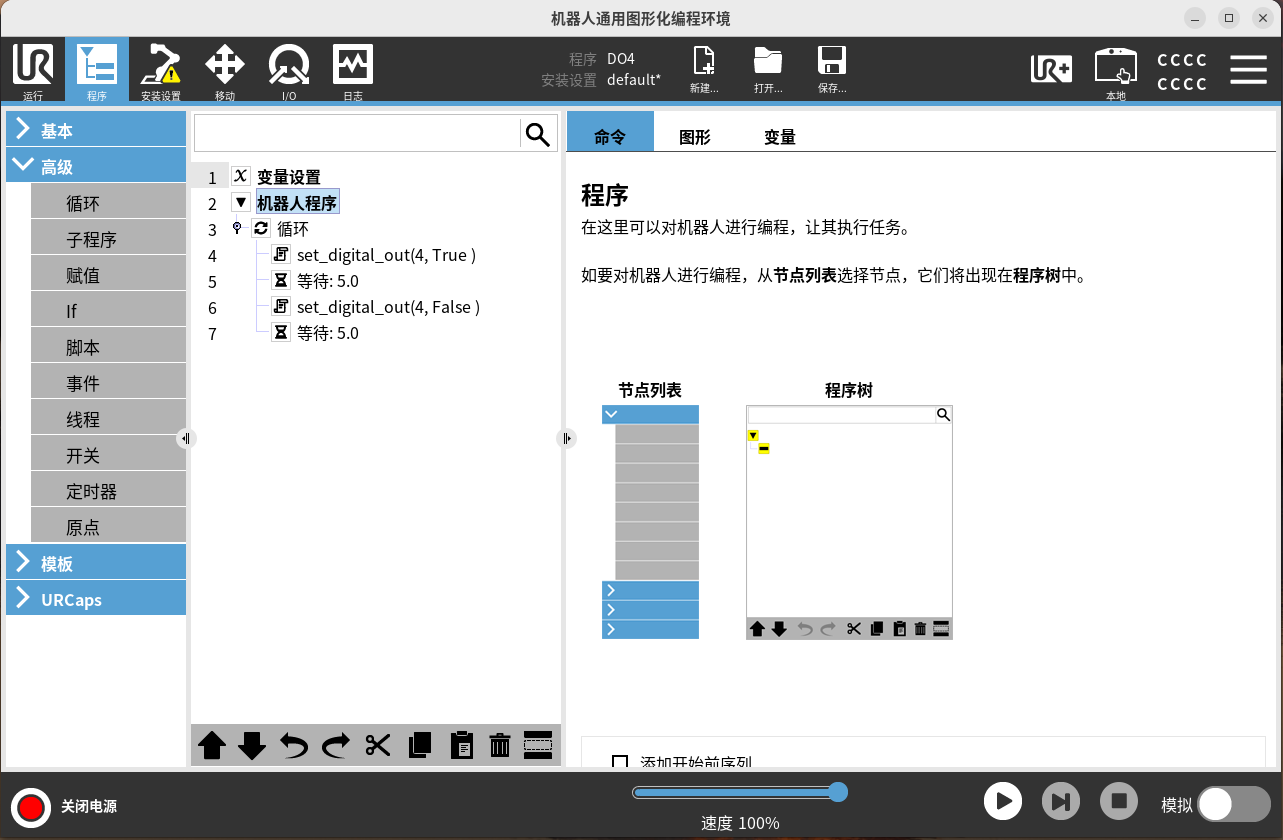 机器人通用图形化编程环境
运行
程序
安装设置
移动
I/O
日志
程序 DO4
安装设置 default*
新建...
打开...
保存...
UR+
本地
CCCC
CCCC
基本
高级
循环
子程序
赋值
If
脚本
事件
线程
开关
定时器
原点
模板
URCaps
1 变量设置
2 机器人程序
3 循环
4 set_digital_out(4, True )
5 等待: 5.0
6 set_digital_out(4, False )
7 等待: 5.0
命令 图形 变量
程序
在这里可以对机器人进行编程，让其执行任务。
如要对机器人进行编程，从节点列表选择节点，它们将出现在程序树中。
节点列表 程序树
添加开始前序列
关闭电源
速度 100%
模拟